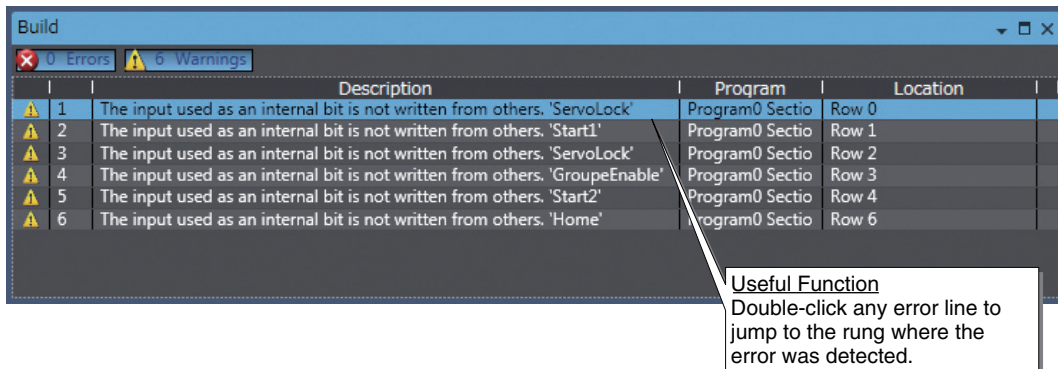 Build
0 Errors 6 Warnings
Description Program Location
1 The input used as an internal bit is not written from others. 'ServoLock' Program0 Sectio Row 0
2 The input used as an internal bit is not written from others. 'Start1' Program0 Sectio Row 1
3 The input used as an internal bit is not written from others. 'ServoLock' Program0 Sectio Row 2
4 The input used as an internal bit is not written from others. 'GroupeEnable' Program0 Sectio Row 3
5 The input used as an internal bit is not written from others. 'Start2' Program0 Sectio Row 4
6 The input used as an internal bit is not written from others. 'Home' Program0 Sectio Row 6
Useful Function
Double-click any error line to
jump to the rung where the
error was detected.